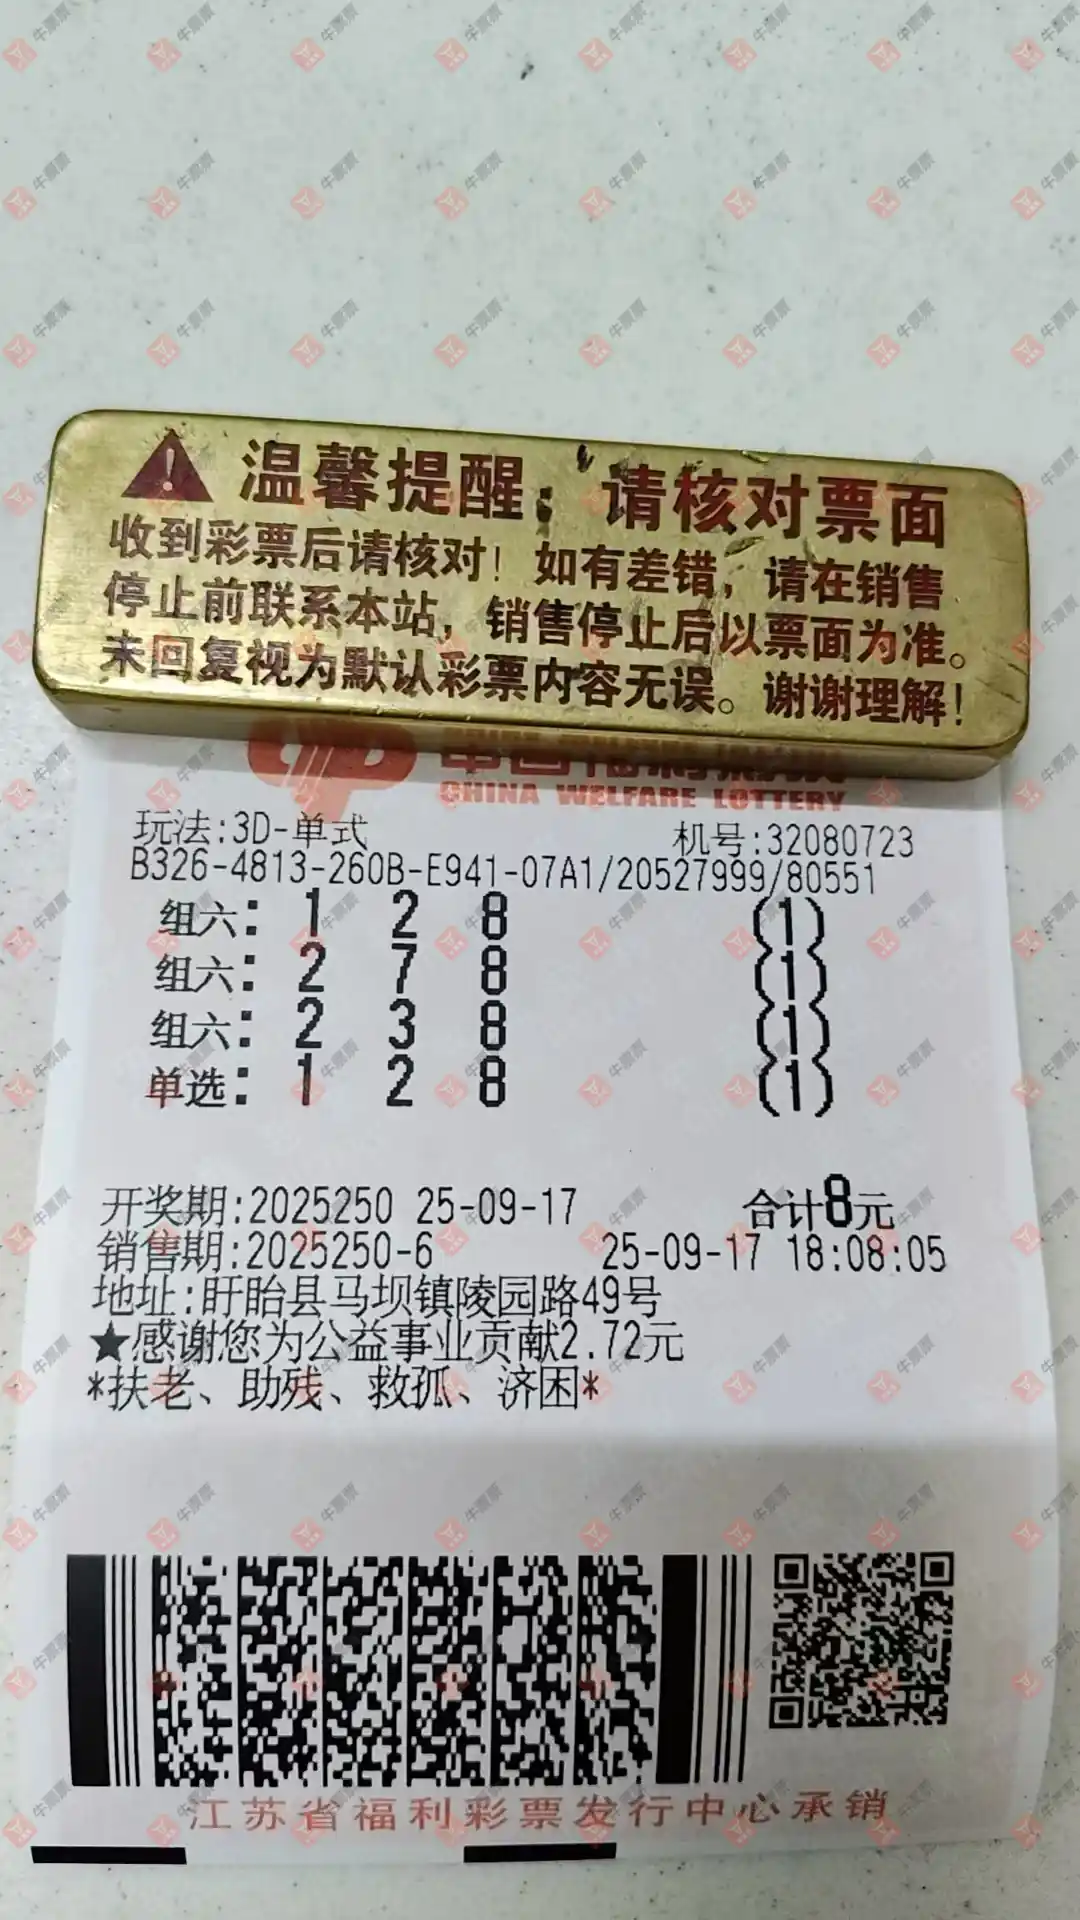 温馨提醒：请核对票面
收到彩票后请核对！如有差错，请在销售
停止前联系本站，销售停止后以票面为准。
未回复视为默认彩票内容无误。谢谢理解！
CHINA WELFARE LOTTERY
玩法:3D-单式 机号:32080723
B326-4813-260B-E941-07A1/20527999/80551
组六: 1 2 8 (1)
组六: 2 7 8 (1)
组六: 2 3 8 (1)
单选: 1 2 8 (1)
开奖期:2025250 25-09-17 合计8元
销售期:2025250-6 25-09-17 18:08:05
地址:盱眙县马坝镇陵园路49号
★感谢您为公益事业贡献2.72元
*扶老、助残、救孤、济困*
江苏省福利彩票发行中心承销
牛票票